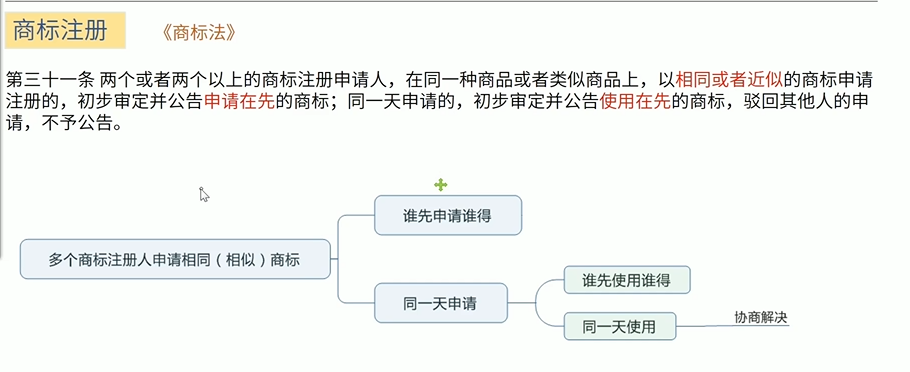 商标注册 《商标法》
第三十一条 两个或者两个以上的商标注册申请人，在同一种商品或者类似商品上，以相同或者近似的商标申请
注册的，初步审定并公告申请在先的商标；同一天申请的，初步审定并公告使用在先的商标，驳回其他人的申
请，不予公告。
谁先申请谁得
多个商标注册人申请相同（相似）商标
谁先使用谁得
同一天申请
同一天使用
协商解决